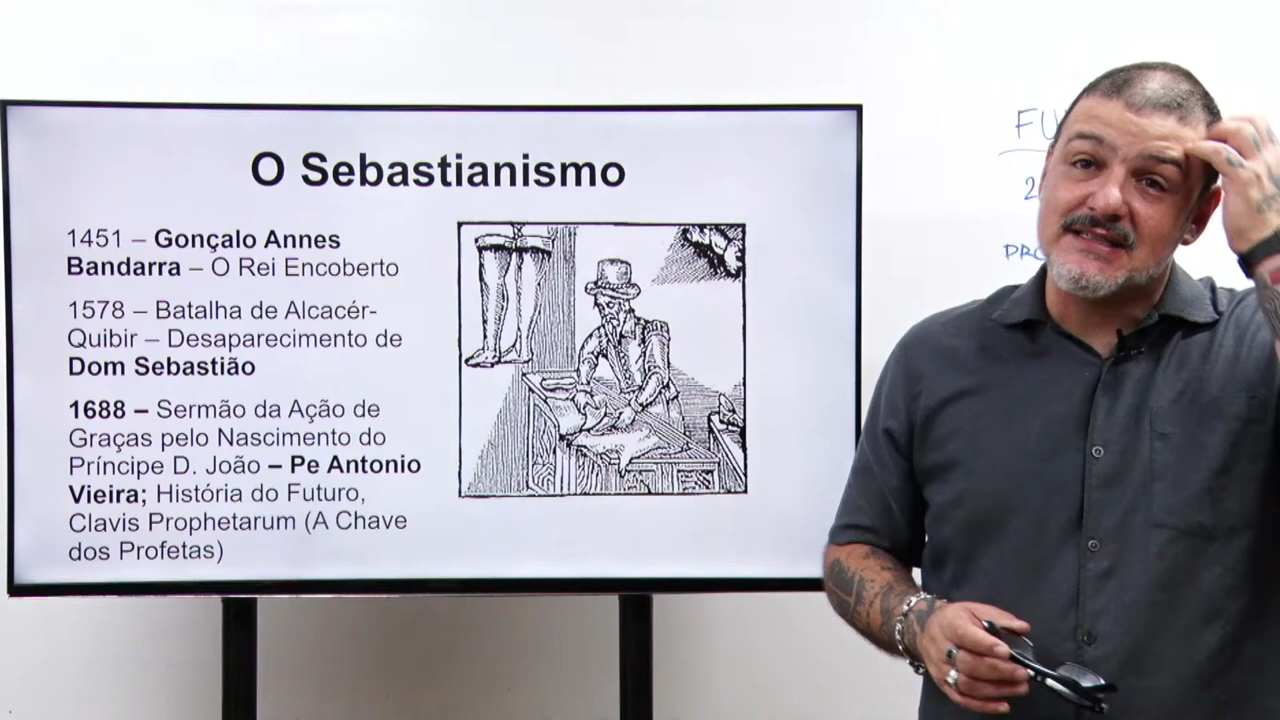 O Sebastianismo
1451 – Gonçalo Annes
Bandarra – O Rei Encoberto
1578 – Batalha de Alcacér-
Quibir – Desaparecimento de
Dom Sebastião
1688 – Sermão da Ação de
Graças pelo Nascimento do
Príncipe D. João – Pe Antonio
Vieira; História do Futuro,
Clavis Prophetarum (A Chave
dos Profetas)